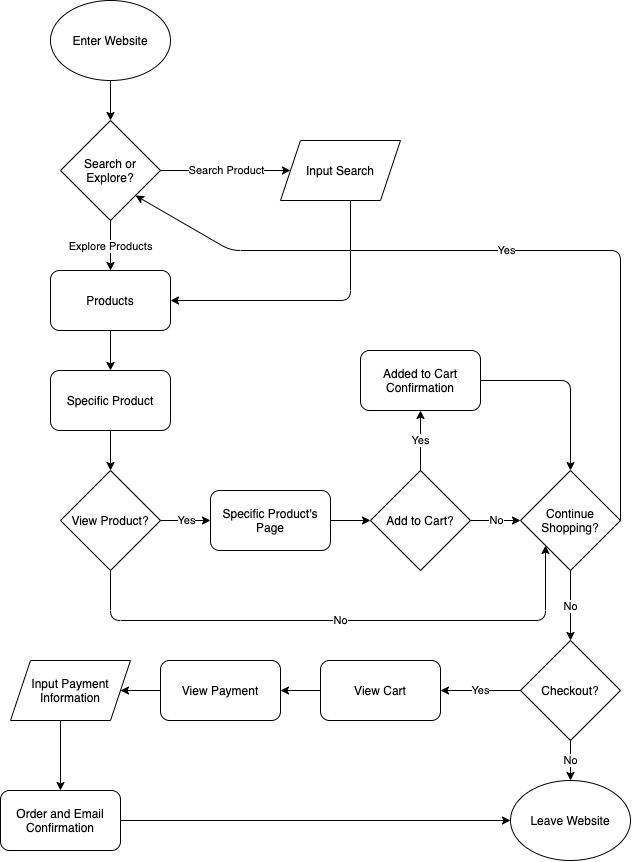 Enter Website
Search or
Explore?
Search Product
Input Search
Explore Products
Yes
Products
Specific Product
Added to Cart
Confirmation
Yes
View Product?
Yes
Specific Product's
Page
Add to Cart?
No
Continue
Shopping?
No
No
Input Payment
Information
View Payment
View Cart
Yes
Checkout?
No
Order and Email
Confirmation
Leave Website